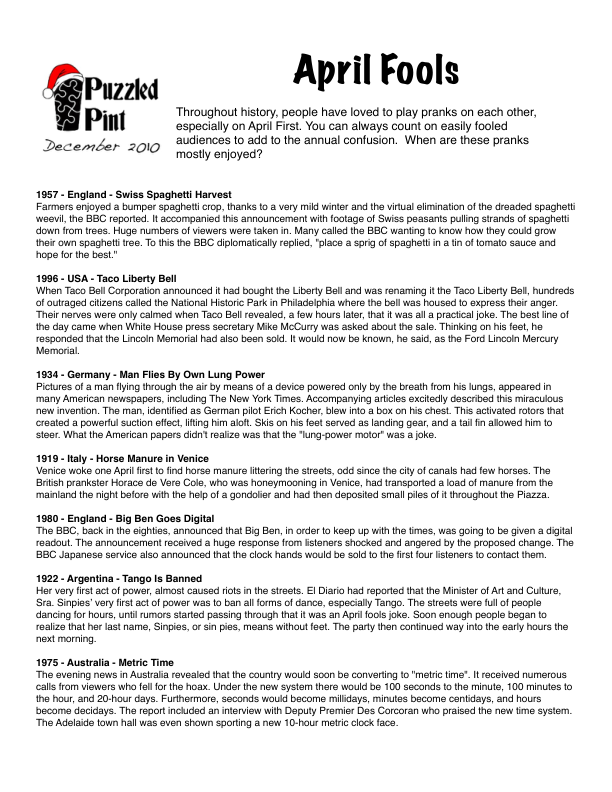 April Fools
Puzzled
Pint
December 2010
Throughout history, people have loved to play pranks on each other,
especially on April First. You can always count on easily fooled
audiences to add to the annual confusion.  When are these pranks
mostly enjoyed?
1957 - England - Swiss Spaghetti Harvest
Farmers enjoyed a bumper spaghetti crop, thanks to a very mild winter and the virtual elimination of the dreaded spaghetti
weevil, the BBC reported. It accompanied this announcement with footage of Swiss peasants pulling strands of spaghetti
down from trees. Huge numbers of viewers were taken in. Many called the BBC wanting to know how they could grow
their own spaghetti tree. To this the BBC diplomatically replied, "place a sprig of spaghetti in a tin of tomato sauce and
hope for the best."
1996 - USA - Taco Liberty Bell
When Taco Bell Corporation announced it had bought the Liberty Bell and was renaming it the Taco Liberty Bell, hundreds
of outraged citizens called the National Historic Park in Philadelphia where the bell was housed to express their anger.
Their nerves were only calmed when Taco Bell revealed, a few hours later, that it was all a practical joke. The best line of
the day came when White House press secretary Mike McCurry was asked about the sale. Thinking on his feet, he
responded that the Lincoln Memorial had also been sold. It would now be known, he said, as the Ford Lincoln Mercury
Memorial.
1934 - Germany - Man Flies By Own Lung Power
Pictures of a man flying through the air by means of a device powered only by the breath from his lungs, appeared in
many American newspapers, including The New York Times. Accompanying articles excitedly described this miraculous
new invention. The man, identified as German pilot Erich Kocher, blew into a box on his chest. This activated rotors that
created a powerful suction effect, lifting him aloft. Skis on his feet served as landing gear, and a tail fin allowed him to
steer. What the American papers didn't realize was that the "lung-power motor" was a joke.
1919 - Italy - Horse Manure in Venice
Venice woke one April first to find horse manure littering the streets, odd since the city of canals had few horses. The
British prankster Horace de Vere Cole, who was honeymooning in Venice, had transported a load of manure from the
mainland the night before with the help of a gondolier and had then deposited small piles of it throughout the Piazza.
1980 - England - Big Ben Goes Digital
The BBC, back in the eighties, announced that Big Ben, in order to keep up with the times, was going to be given a digital
readout. The announcement received a huge response from listeners shocked and angered by the proposed change. The
BBC Japanese service also announced that the clock hands would be sold to the first four listeners to contact them.
1922 - Argentina - Tango Is Banned
Her very first act of power, almost caused riots in the streets. El Diario had reported that the Minister of Art and Culture,
Sra. Sinpies' very first act of power was to ban all forms of dance, especially Tango. The streets were full of people
dancing for hours, until rumors started passing through that it was an April fools joke. Soon enough people began to
realize that her last name, Sinpies, or sin pies, means without feet. The party then continued way into the early hours the
next morning.
1975 - Australia - Metric Time
The evening news in Australia revealed that the country would soon be converting to "metric time". It received numerous
calls from viewers who fell for the hoax. Under the new system there would be 100 seconds to the minute, 100 minutes to
the hour, and 20-hour days. Furthermore, seconds would become millidays, minutes become centidays, and hours
become decidays. The report included an interview with Deputy Premier Des Corcoran who praised the new time system.
The Adelaide town hall was even shown sporting a new 10-hour metric clock face.